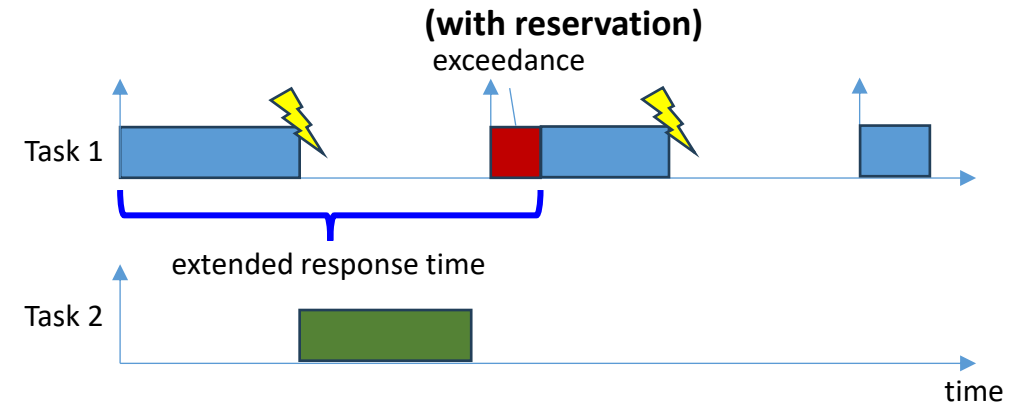 (with reservation)
exceedance
Task 1
extended response time
Task 2
time